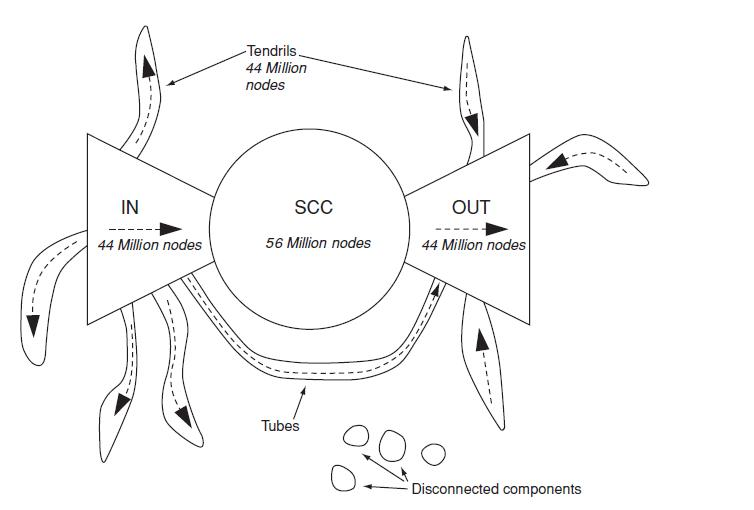 Tendrils
44 Million
nodes
IN
44 Million nodes
SCC
56 Million nodes
OUT
44 Million nodes
Tubes
Disconnected components